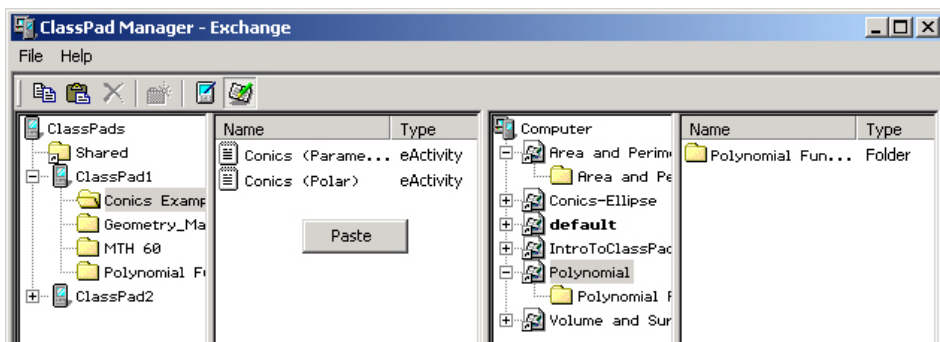 ClassPad Manager - Exchange
File Help
ClassPads
Shared
ClassPad1
Conics Examp
Geometry_Ma
MTH 60
Polynomial F
ClassPad2
Name Type
Conics (Parame... eActivity
Conics (Polar) eActivity
Paste
Computer
Area and Perim
Area and Pe
Conics-Ellipse
default
IntroToClassPad
Polynomial
Polynomial F
Volume and Sur
Name Type
Polynomial Fun... Folder